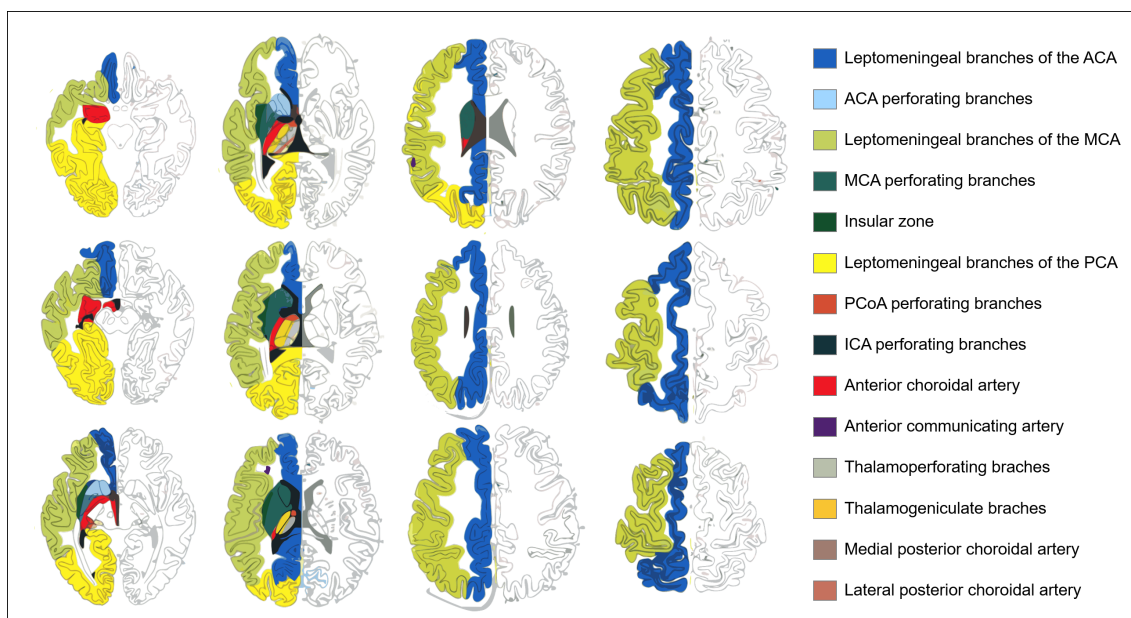 Leptomeningeal branches of the ACA
ACA perforating branches
Leptomeningeal branches of the MCA
MCA perforating branches
Insular zone
Leptomeningeal branches of the PCA
PCoA perforating branches
ICA perforating branches
Anterior choroidal artery
Anterior communicating artery
Thalamoperforating braches
Thalamogeniculate braches
Medial posterior choroidal artery
Lateral posterior choroidal artery